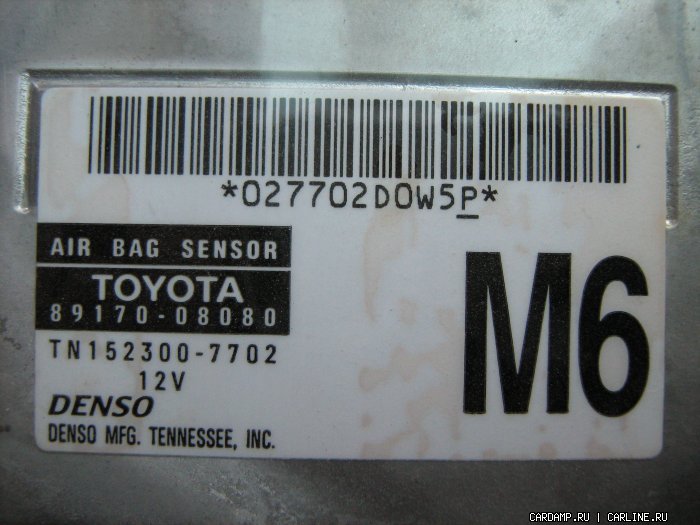 *027702D0W5P*
AIR BAG SENSOR
TOYOTA
89170-08080
TN152300-7702
12V
DENSO
DENSO MFG. TENNESSEE, INC.
M6
CARDAMP.RU | CARLINE.RU